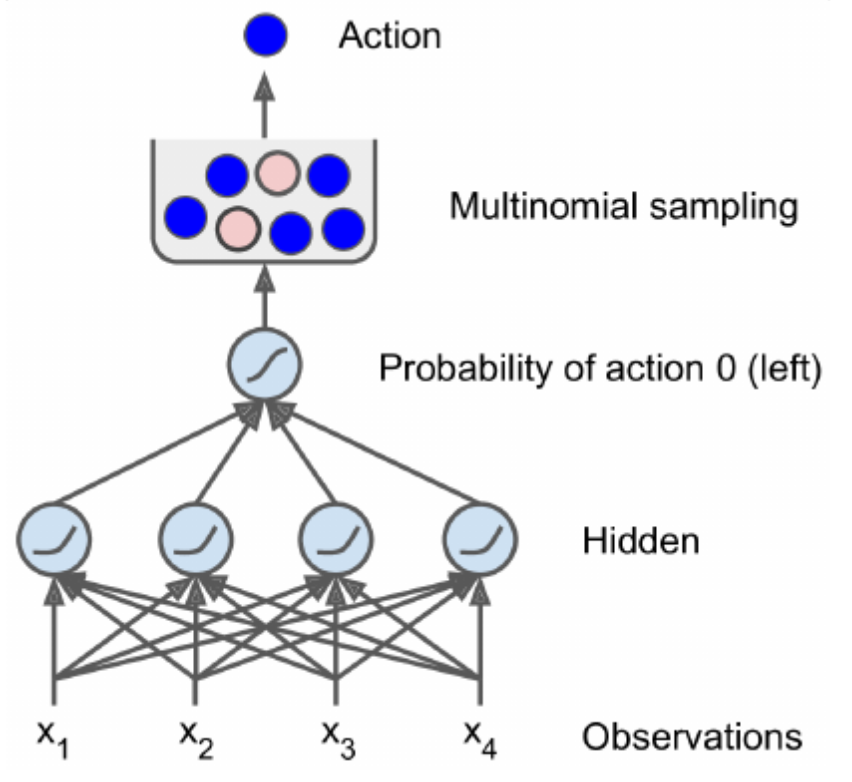 Action
Multinomial sampling
Probability of action 0 (left)
Hidden
x1 x2 x3 x4
Observations